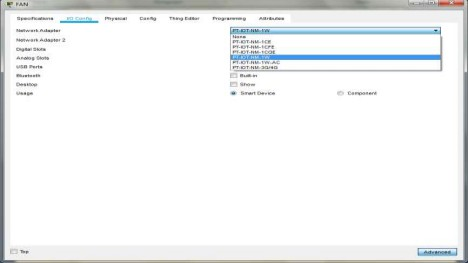 FAN
Specifications I/O Config Physical Config Thing Editor Programming Attributes
Network Adapter PT-IOT-NM-1W
None
Network Adapter 2 PT-IOT-NM-1CE
PT-IOT-NM-1CFE
Digital Slots PT-IOT-NM-1CGE
Analog Slots PT-IOT-NM-1W
PT-IOT-NM-1W-AC
USB Ports PT-IOT-NM-3G/4G
Bluetooth Built-in
Desktop Show
Usage Smart Device Component
Top Advanced